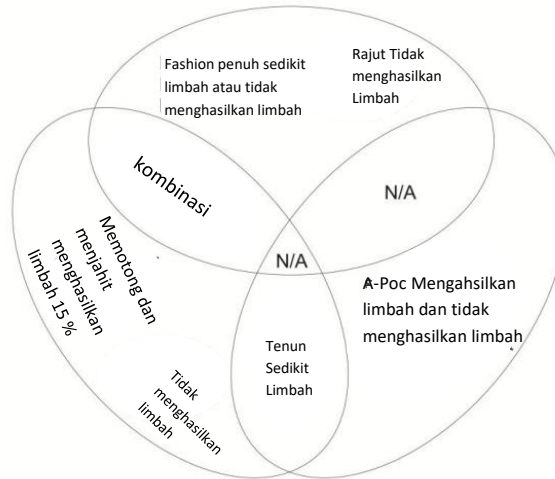 Fashion penuh sedikit
limbah atau tidak
menghasilkan limbah
Rajut Tidak
menghasilkan
Limbah
kombinasi
N/A
Memotong dan
menjahit
menghasilkan
limbah 15 %
N/A
A-Poc Mengahsilkan
limbah dan tidak
menghasilkan limbah
Tenun
Sedikit
Limbah
Tidak
menghasilkan
limbah